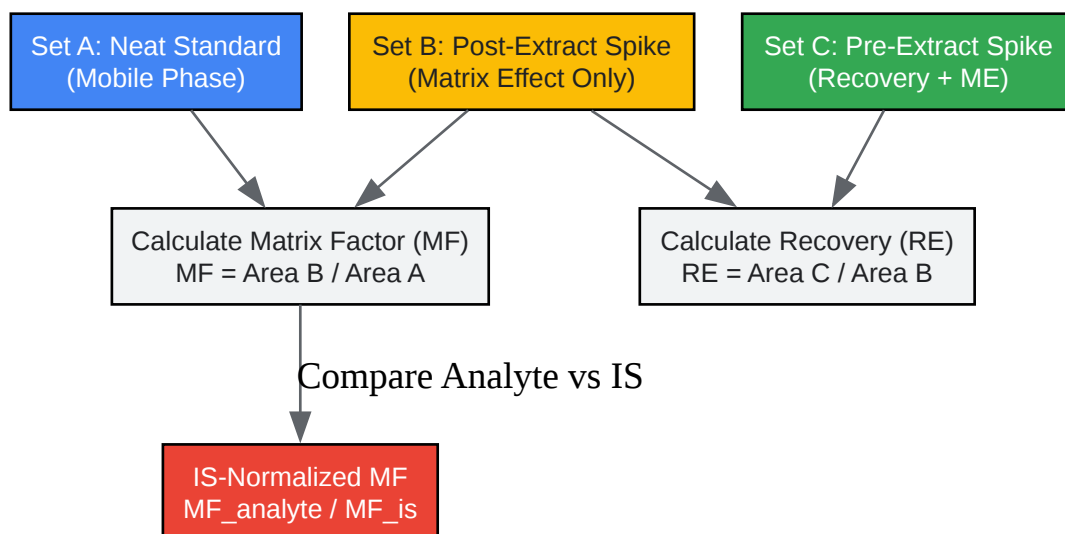 Set A: Neat Standard
(Mobile Phase)
Set B: Post-Extract Spike
(Matrix Effect Only)
Set C: Pre-Extract Spike
(Recovery + ME)
Calculate Matrix Factor (MF)
MF = Area B / Area A
Calculate Recovery (RE)
RE = Area C / Area B
Compare Analyte vs IS
IS-Normalized MF
MF_analyte / MF_is